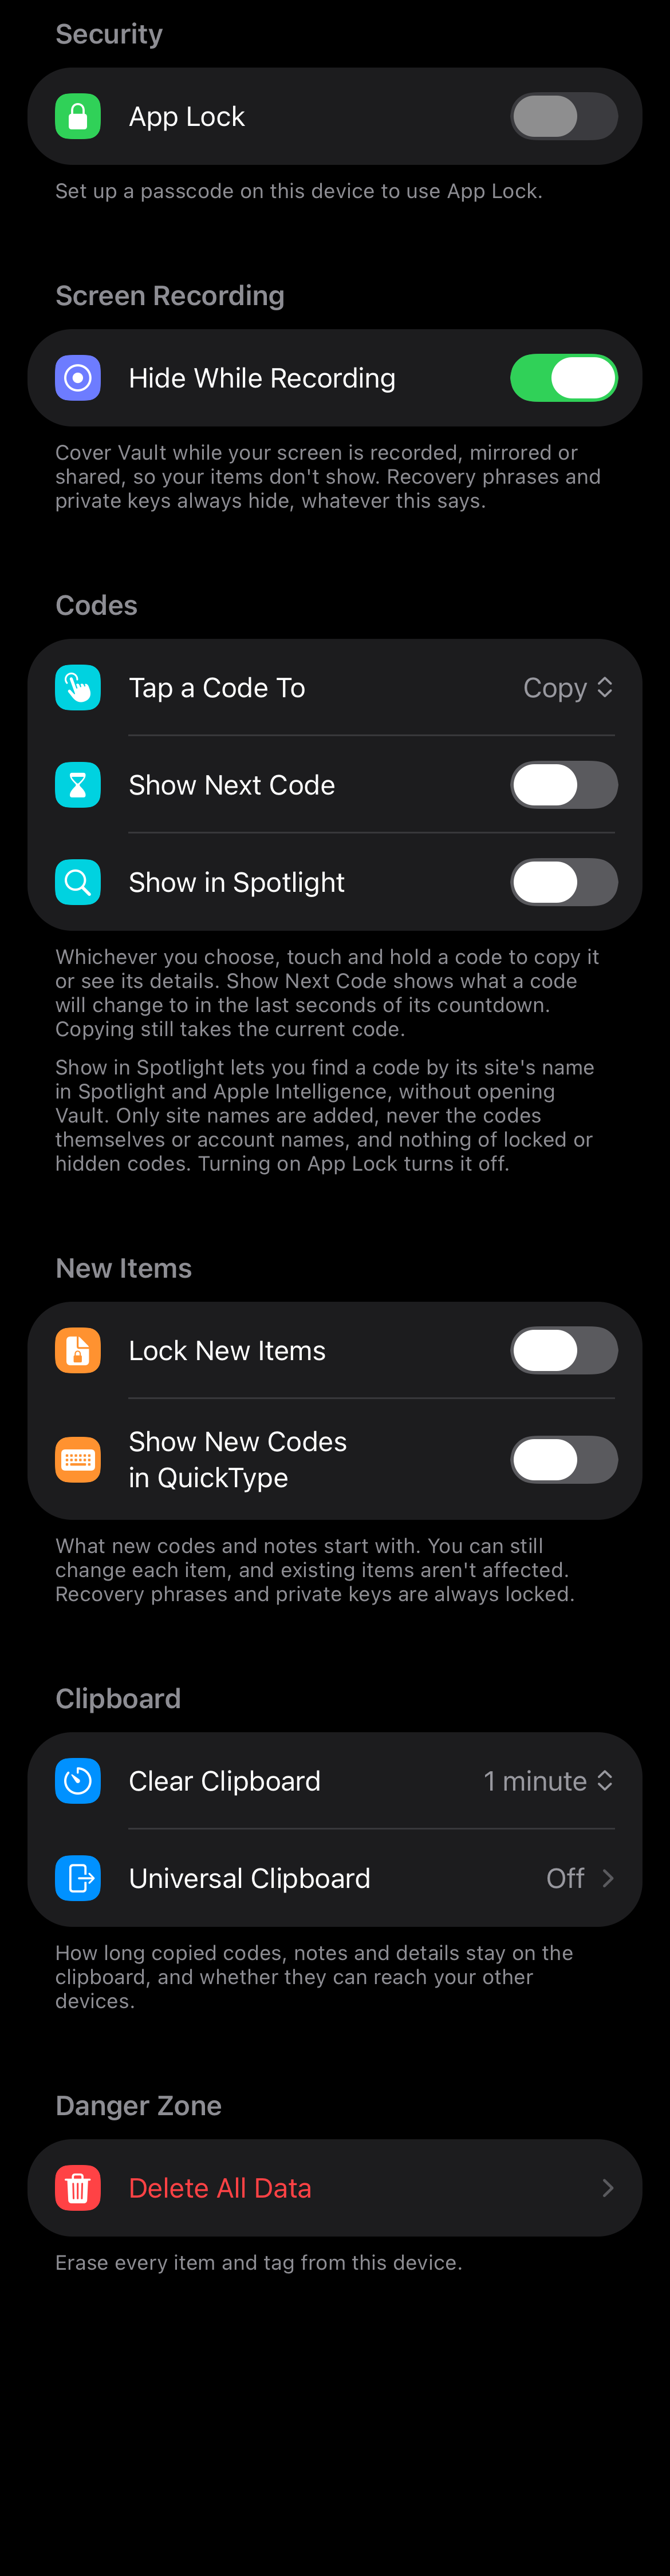 Security
App Lock
Set up a passcode on this device to use App Lock.
Screen Recording
Hide While Recording
Cover Vault while your screen is recorded, mirrored or
shared, so your items don't show. Recovery phrases and
private keys always hide, whatever this says.
Codes
Tap a Code To Copy
Show Next Code
Show in Spotlight
Whichever you choose, touch and hold a code to copy it
or see its details. Show Next Code shows what a code
will change to in the last seconds of its countdown.
Copying still takes the current code.
Show in Spotlight lets you find a code by its site's name
in Spotlight and Apple Intelligence, without opening
Vault. Only site names are added, never the codes
themselves or account names, and nothing of locked or
hidden codes. Turning on App Lock turns it off.
New Items
Lock New Items
Show New Codes
in QuickType
What new codes and notes start with. You can still
change each item, and existing items aren't affected.
Recovery phrases and private keys are always locked.
Clipboard
Clear Clipboard 1 minute
Universal Clipboard Off
How long copied codes, notes and details stay on the
clipboard, and whether they can reach your other
devices.
Danger Zone
Delete All Data
Erase every item and tag from this device.